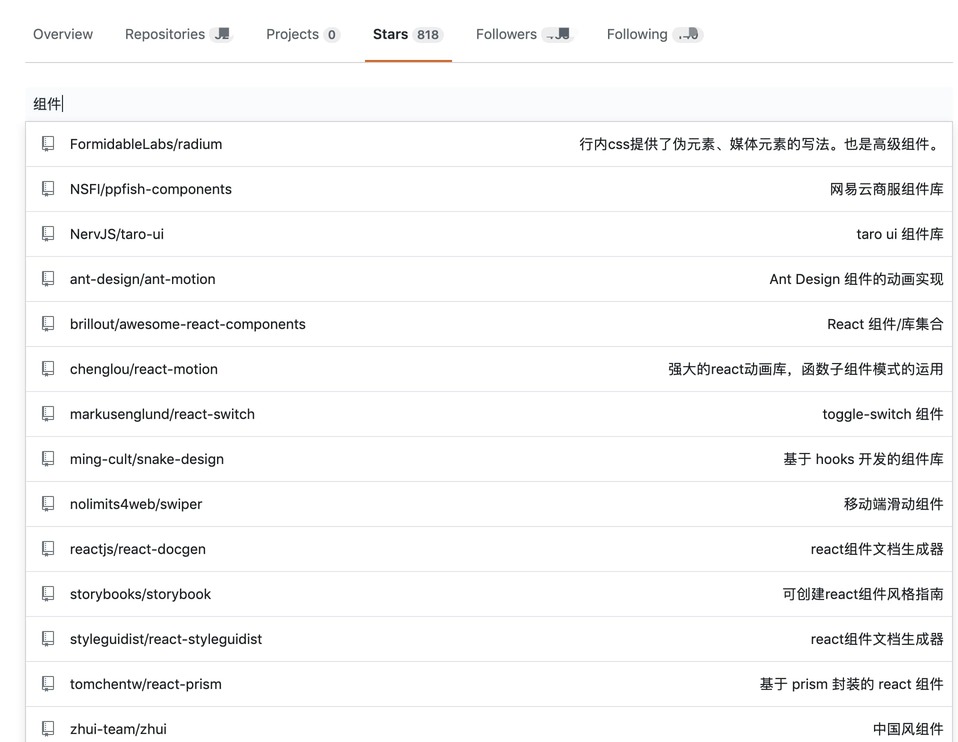 Overview Repositories Projects 0 Stars 818 Followers Following
组件
FormidableLabs/radium 行内css提供了伪元素、媒体元素的写法。也是高级组件。
NSFI/ppfish-components 网易云商服组件库
NervJS/taro-ui taro ui 组件库
ant-design/ant-motion Ant Design 组件的动画实现
brillout/awesome-react-components React 组件/库集合
chenglou/react-motion 强大的react动画库，函数子组件模式的运用
markusenglund/react-switch toggle-switch 组件
ming-cult/snake-design 基于 hooks 开发的组件库
nolimits4web/swiper 移动端滑动组件
reactjs/react-docgen react组件文档生成器
storybooks/storybook 可创建react组件风格指南
styleguidist/react-styleguidist react组件文档生成器
tomchentw/react-prism 基于 prism 封装的 react 组件
zhui-team/zhui 中国风组件